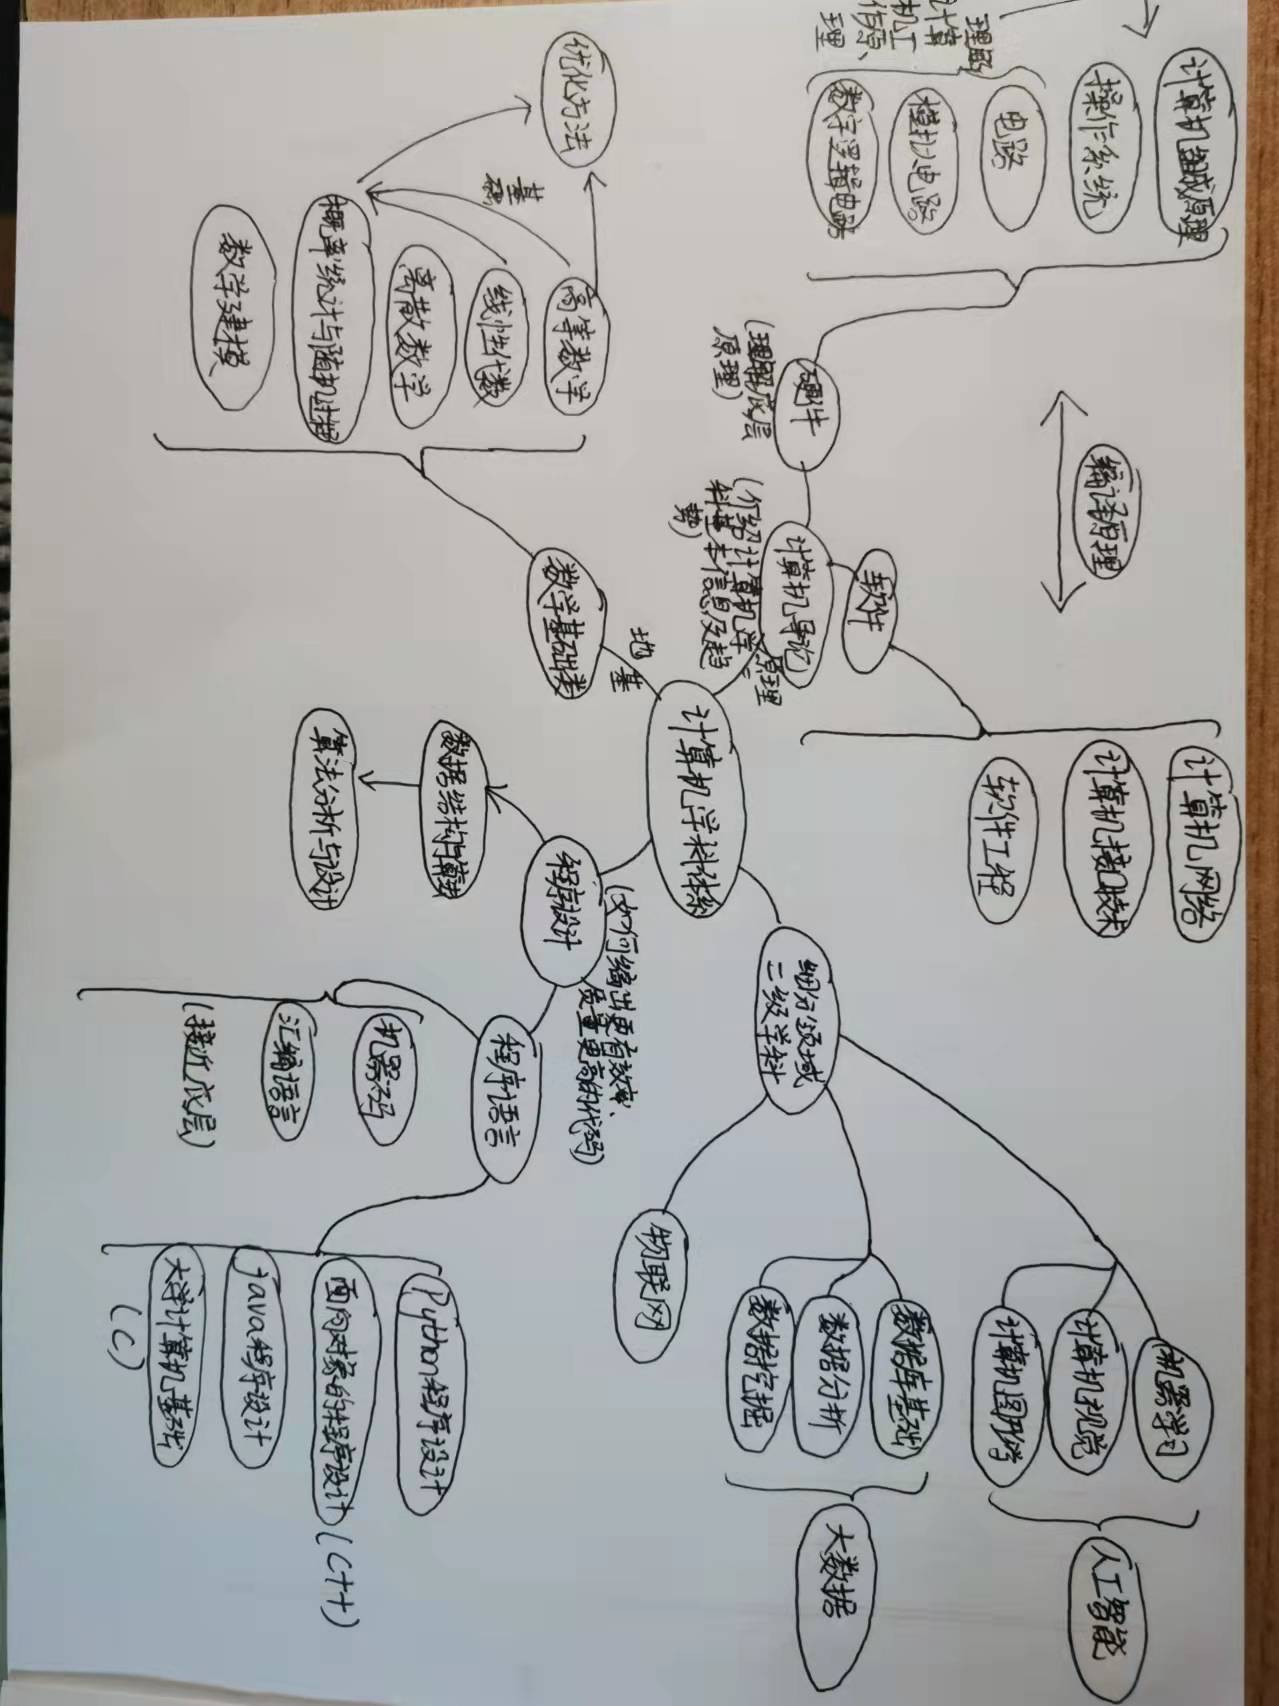 计算机组成原理
操作系统
电路
模拟电路
数字逻辑电路
理解
计算
机工
作原
理
编译原理
计算机网络
计算机接口技术
软件工程
软件
硬件
(理解底层
原理)
计算机导论
原理
(介绍计算机学
科基本信息及趋
势)
计算机学科体系
细分领域
二级学科
机器学习
计算机视觉
计算机图形学
人工智能
数据库基础
数据分析
数据挖掘
大数据
物联网
地基
数学基础类
高等数学
线性代数
离散数学
概率统计与随机过程
数学建模
优化方法
基础
(如何编出更有效率、
质量更高的代码)
程序设计
数据结构与算法
算法分析与设计
程序语言
机器码
汇编语言
(接近底层)
Python程序设计
面向对象的程序设计(C++)
java程序设计
大学计算机基础
(C)